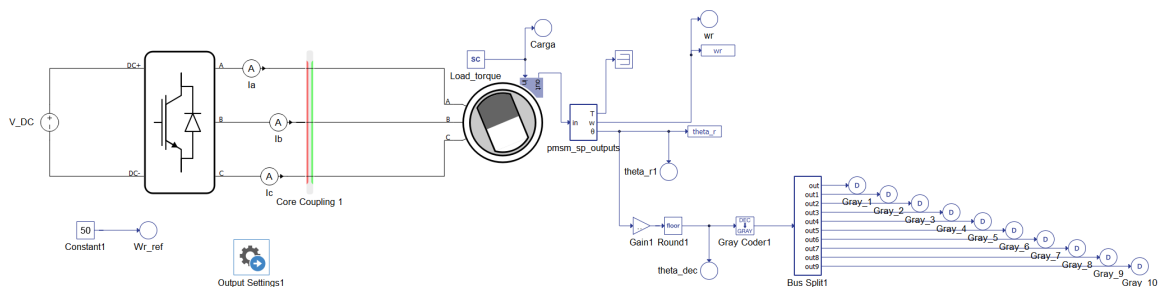 V_DC
+
−
DC+
DC-
A
B
C
A
Ia
A
Ib
A
Ic
Core Coupling 1
sc
Load_torque
Carga
in
out
A
B
C
in
T
w
θ
pmsm_sp_outputs
wr
wr
theta_r
theta_r1
50
Constant1
Wr_ref
Output Settings1
...
Gain1
floor
Round1
theta_dec
DEC
GRAY
Gray Coder1
out
out1
out2
out3
out4
out5
out6
out7
out8
out9
Bus Split1
D
Gray_1
D
Gray_2
D
Gray_3
D
Gray_4
D
Gray_5
D
Gray_6
D
Gray_7
D
Gray_8
D
Gray_9
D
Gray_10